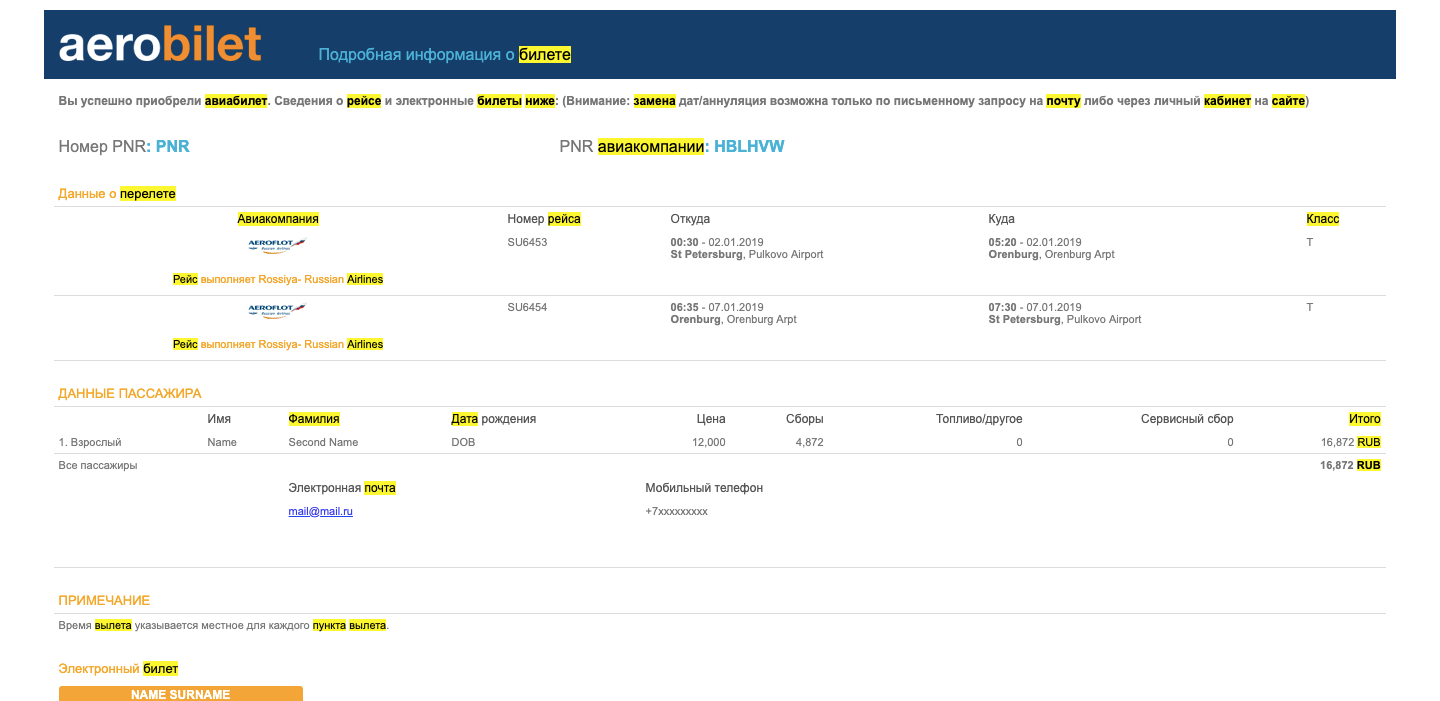 aerobilet
Подробная информация о билете
Вы успешно приобрели авиабилет. Сведения о рейсе и электронные билеты ниже: (Внимание: замена дат/аннуляция возможна только по письменному запросу на почту либо через личный кабинет на сайте)
Номер PNR: PNR PNR авиакомпании: HBLHVW
Данные о перелете
Авиакомпания Номер рейса Откуда Куда Класс
AEROFLOT Russian Airlines SU6453 00:30 - 02.01.2019 05:20 - 02.01.2019 T
St Petersburg, Pulkovo Airport Orenburg, Orenburg Arpt
Рейс выполняет Rossiya- Russian Airlines
AEROFLOT Russian Airlines SU6454 06:35 - 07.01.2019 07:30 - 07.01.2019 T
Orenburg, Orenburg Arpt St Petersburg, Pulkovo Airport
Рейс выполняет Rossiya- Russian Airlines
ДАННЫЕ ПАССАЖИРА
Имя Фамилия Дата рождения Цена Сборы Топливо/другое Сервисный сбор Итого
1. Взрослый Name Second Name DOB 12,000 4,872 0 0 16,872 RUB
Все пассажиры 16,872 RUB
Электронная почта Мобильный телефон
mail@mail.ru +7xxxxxxxxx
ПРИМЕЧАНИЕ
Время вылета указывается местное для каждого пункта вылета.
Электронный билет
NAME SURNAME